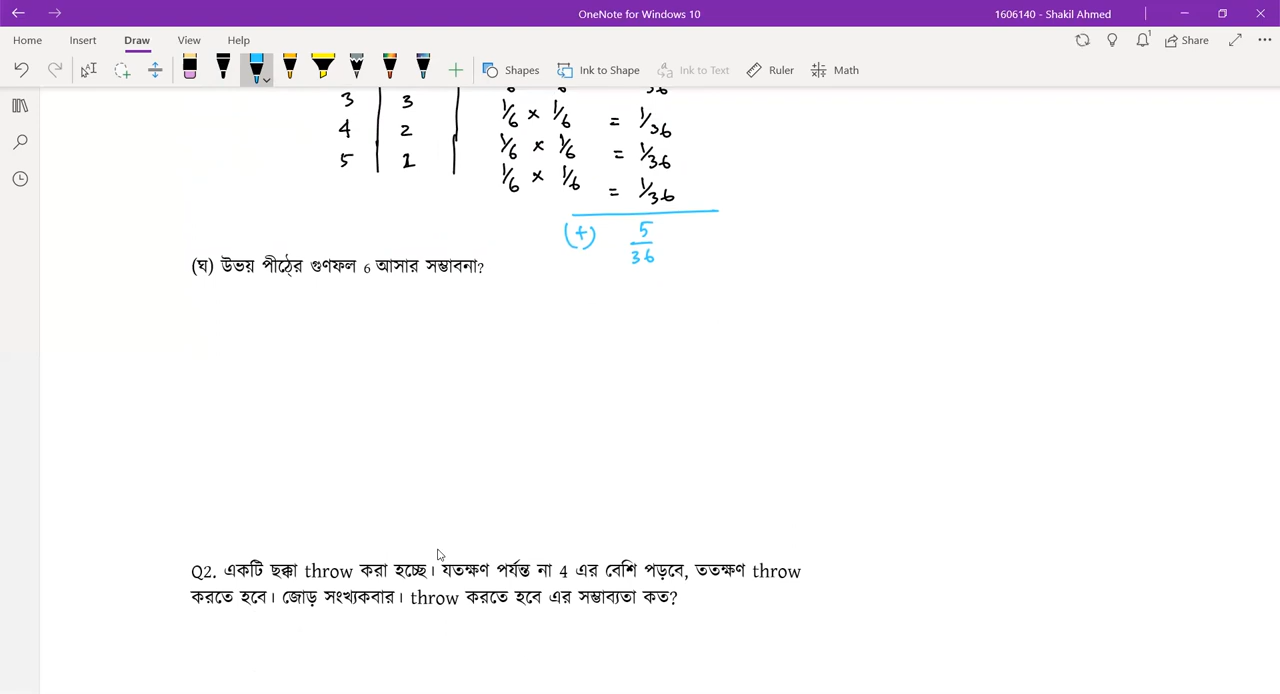 OneNote for Windows 10
1606140 - Shakil Ahmed
Home Insert Draw View Help
Share
Shapes Ink to Shape Ink to Text Ruler Math
3 3
4 2 1/6 × 1/6 = 1/36
5 1 1/6 × 1/6 = 1/36
1/6 × 1/6 = 1/36
(+) 5/36
(ঘ) উভয় পীঠের গুণফল 6 আসার সম্ভাবনা?
Q2. একটি ছক্কা throw করা হচ্ছে। যতক্ষণ পর্যন্ত না 4 এর বেশি পড়বে, ততক্ষণ throw
করতে হবে। জোড় সংখ্যকবার। throw করতে হবে এর সম্ভাব্যতা কত?